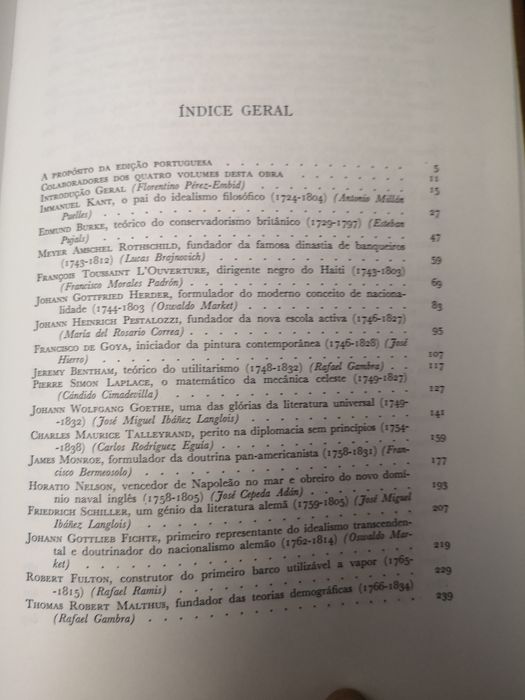 ÍNDICE GERAL
A PROPÓSITO DA EDIÇÃO PORTUGUESA . . . . . . . . . . . 5
COLABORADORES DOS QUATRO VOLUMES DESTA OBRA . . . . . . . 11
INTRODUÇÃO GERAL (Florentino Pérez-Embid) . . . . . . . . . 15
IMMANUEL KANT, o pai do idealismo filosófico (1724-1804) (Antonio Millán
Puelles) . . . . . . . . . . . . . . . . . . 27
EDMUND BURKE, teórico do conservadorismo britânico (1729-1797) (Esteban
Pujals) . . . . . . . . . . . . . . . . . . 47
MEYER AMSCHEL ROTHSCHILD, fundador da famosa dinastia de banqueiros
(1743-1812) (Lucas Brajnovich) . . . . . . . . . . . . 59
FRANÇOIS TOUSSAINT L'OUVERTURE, dirigente negro do Haiti (1743-1803)
(Francisco Morales Padrón) . . . . . . . . . . . . . 69
JOHANN GOTTFRIED HERDER, formulador do moderno conceito de naciona-
lidade (1744-1803 (Oswaldo Market) . . . . . . . . . . 83
JOHANN HEINRICH PESTALOZZI, fundador da nova escola activa (1746-1827)
(María del Rosario Correa) . . . . . . . . . . . . . 95
FRANCISCO DE GOYA, iniciador da pintura contemporânea (1746-1828) (José
Hierro) . . . . . . . . . . . . . . . . . . 107
JEREMY BENTHAM, teórico do utilitarismo (1748-1832) (Rafael Gambra) . . 117
PIERRE SIMON LAPLACE, o matemático da mecânica celeste (1749-1827)
(Cándido Cimadevilla) . . . . . . . . . . . . . . 127
JOHANN WOLFGANG GOETHE, uma das glórias da literatura universal (1749-
-1832) (José Miguel Ibáñez Langlois) . . . . . . . . . . 141
CHARLES MAURICE TALLEYRAND, perito na diplomacia sem princípios (1754-
-1838) (Carlos Rodríguez Eguía) . . . . . . . . . . . 159
JAMES MONROE, formulador da doutrina pan-americanista (1758-1831) (Fran-
cisco Bermeosolo) . . . . . . . . . . . . . . . 177
HORATIO NELSON, vencedor de Napoleão no mar e obreiro do novo domí-
nio naval inglês (1758-1805) (José Cepeda Adán) . . . . . . 193
FRIEDRICH SCHILLER, um génio da literatura alemã (1759-1805) (José Miguel
Ibáñez Langlois) . . . . . . . . . . . . . . . 207
JOHANN GOTTLIEB FICHTE, primeiro representante do idealismo transcenden-
tal e doutrinador do nacionalismo alemão (1762-1814) (Oswaldo Mar-
ket) . . . . . . . . . . . . . . . . . . . 219
ROBERT FULTON, construtor do primeiro barco utilizável a vapor (1765-
-1815) (Rafael Ramis) . . . . . . . . . . . . . . 229
THOMAS ROBERT MALTHUS, fundador das teorias demográficas (1766-1834)
(Rafael Gambra) . . . . . . . . . . . . . . . . 239